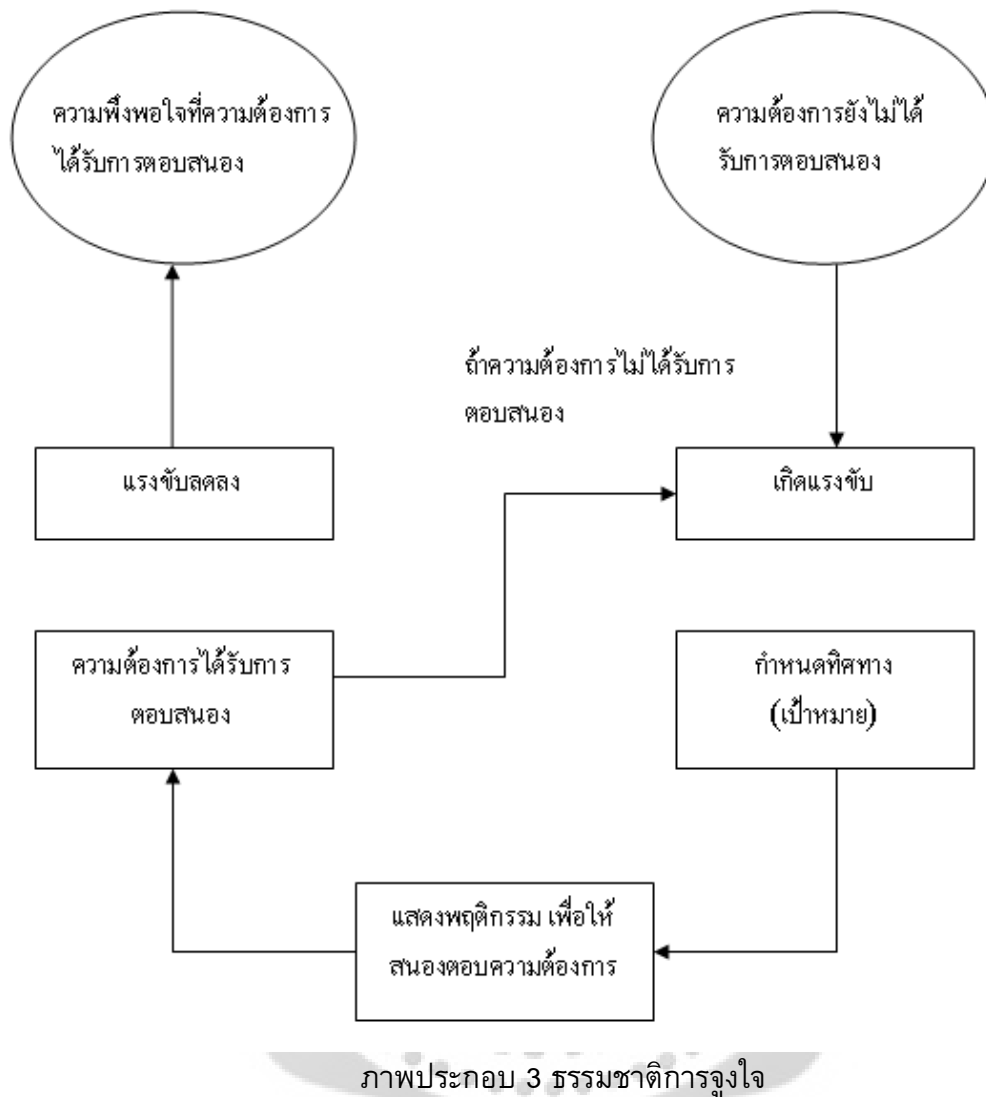 ความพึงพอใจที่ความต้องการ
ได้รับการตอบสนอง
ความต้องการยังไม่ได้
รับการตอบสนอง
ถ้าความต้องการไม่ได้รับการ
ตอบสนอง
แรงขับลดลง
เกิดแรงขับ
ความต้องการได้รับการ
ตอบสนอง
กำหนดทิศทาง
(เป้าหมาย)
แสดงพฤติกรรม เพื่อให้
สนองตอบความต้องการ
ภาพประกอบ 3 ธรรมชาติการจูงใจ